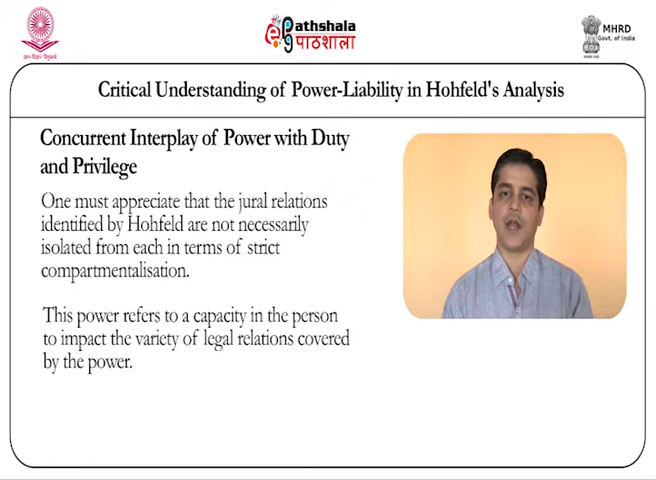 ज्ञान-विज्ञान विमुक्तये
ePG Pathshala
पाठशाला
MHRD
Govt. of India
Critical Understanding of Power-Liability in Hohfeld's Analysis
Concurrent Interplay of Power with Duty
and Privilege
One must appreciate that the jural relations
identified by Hohfeld are not necessarily
isolated from each in terms of strict
compartmentalisation.
This power refers to a capacity in the person
to impact the variety of legal relations covered
by the power.